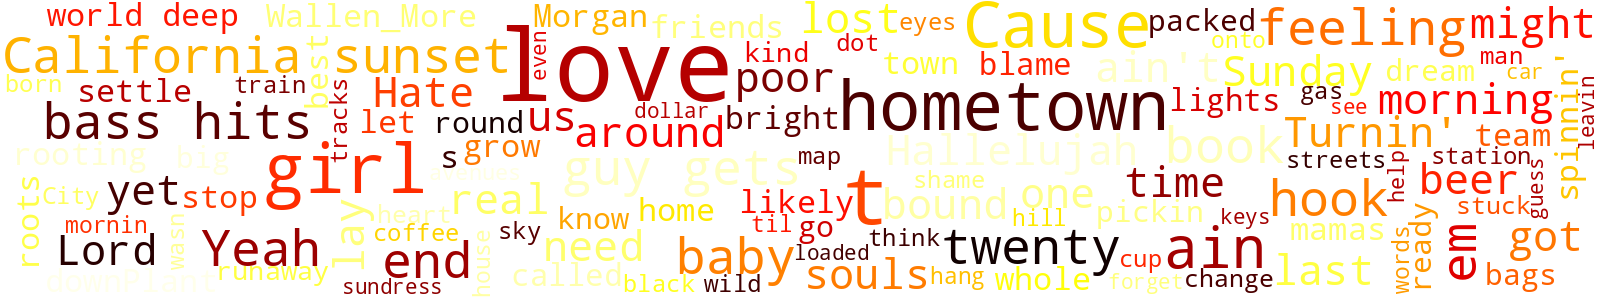 world deep
Wallen_More
Morgan
friends
lost
eyes
Cause
packed
feeling
might
California
sunset
love
even
kind
dot
town
blame
onto
ain't
Sunday
dream
man
car
spinnin'
born
settle
train
best
Hate
poor
hometown
lights
gas
see
morning
leavin
bass hits
tracks
let
round
us
around
dollar
bright
Turnin'
team
rooting
big
girl
s
grow
guy gets
map
Hallelujah
book
streets
station
roots
City
yet
stop
real
likely
t
bound
shame
one
time
hook
help
beer
guess
mornin
wasn
lay
heart
coffee
know
home
til
go
hill
pickin
keys
mamas
words
ready
stuck
got
Lord
Yeah
end
house
sky
need
baby
loaded
think
twenty
cup
ain
last
em
bags
runaway
sundress
called
black
wild
souls
hang
whole
forget
change